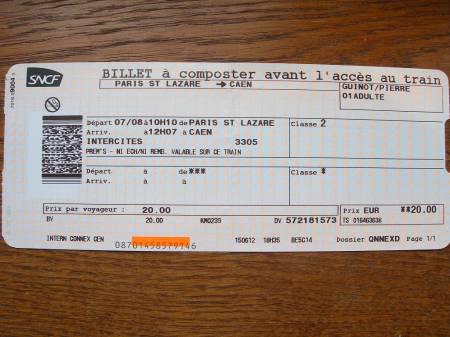 SNCF
BILLET à composter avant l'accès au train
PARIS ST LAZARE → CAEN
GUINOT/PIERRE
01ADULTE
Départ 07/08 à 10H10 de PARIS ST LAZARE
Classe 2
Arriv. à 12H07 à CAEN
INTERCITES 3305
PREM'S - NI ECH/NI REMB. VALABLE SUR CE TRAIN
Départ à de ***
Classe *
Arriv. à à
Prix par voyageur : 20.00
Prix EUR **20.00
BV 20.00 KM0239 DV 572181573
TS 016463638
INTERN CONNEX CEN 150612 10H35 8E5C14 Dossier QNNEXD Page 1/1
08701458579146